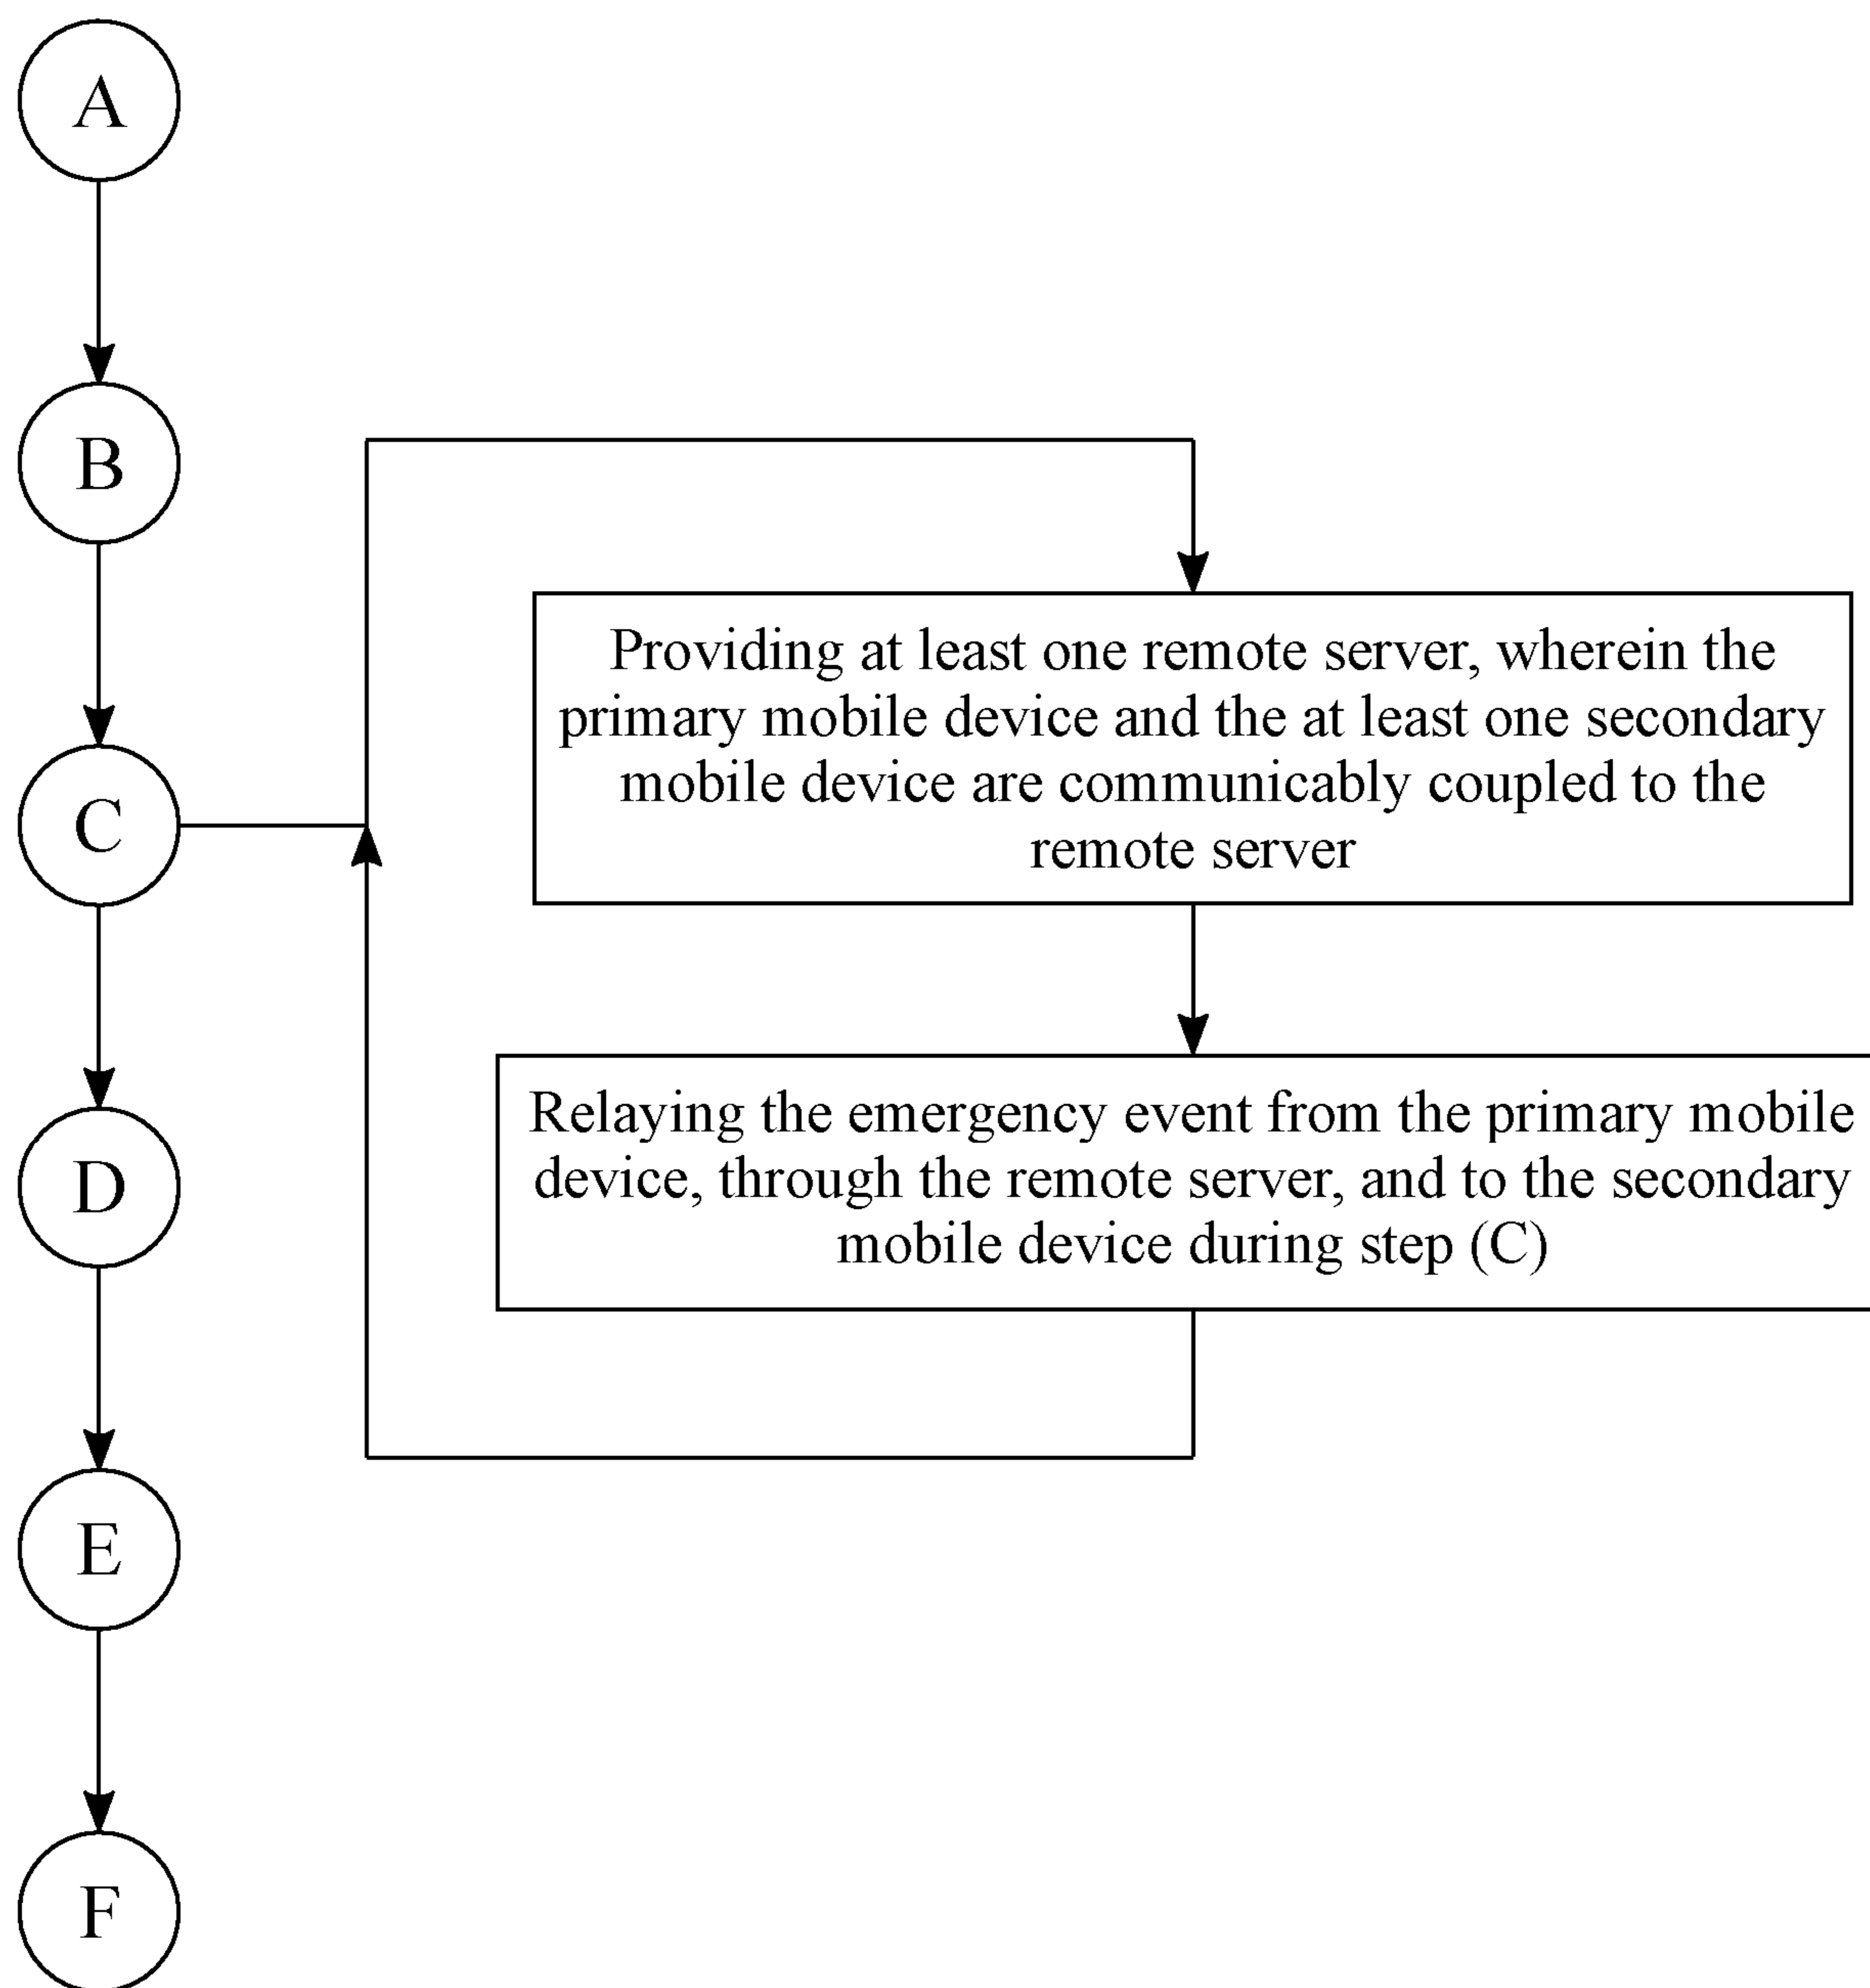 A
B
C
D
E
F
Providing at least one remote server, wherein the
primary mobile device and the at least one secondary
mobile device are communicably coupled to the
remote server
Relaying the emergency event from the primary mobile
device, through the remote server, and to the secondary
mobile device during step (C)